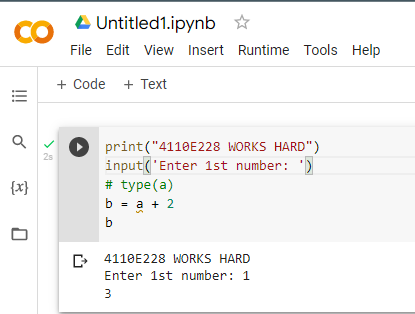 Untitled1.ipynb
File Edit View Insert Runtime Tools Help
+ Code + Text
2s
{x}
print("4110E228 WORKS HARD")
input('Enter 1st number: ')
# type(a)
b = a + 2
b
4110E228 WORKS HARD
Enter 1st number: 1
3